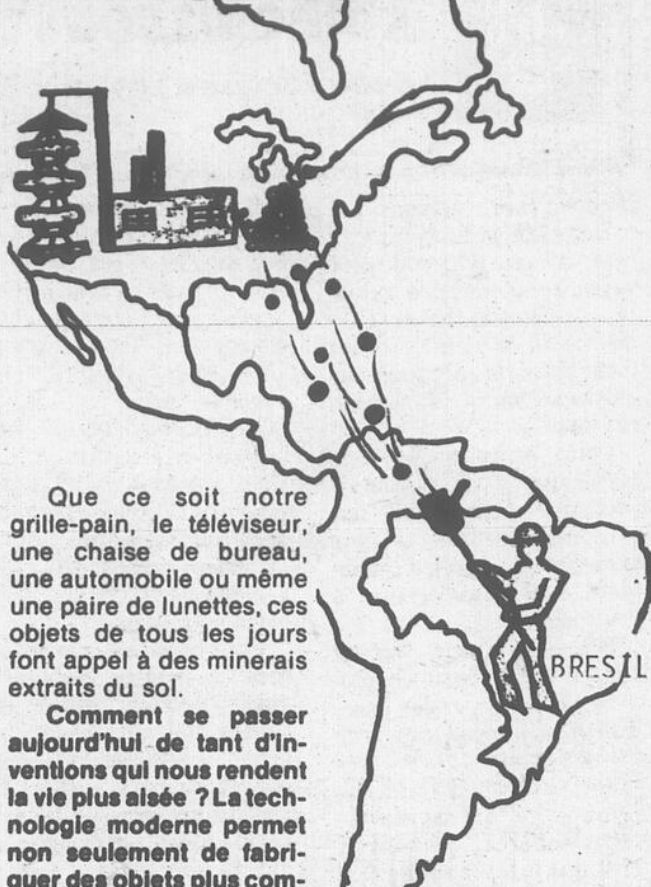 BRESIL
Que ce soit notre
grille-pain, le téléviseur,
une chaise de bureau,
une automobile ou même
une paire de lunettes, ces
objets de tous les jours
font appel à des minerais
extraits du sol.
Comment se passer
aujourd'hui de tant d'in-
ventions qui nous rendent
la vie plus aisée ? La tech-
nologie moderne permet
non seulement de fabri-
quer des objets plus com-